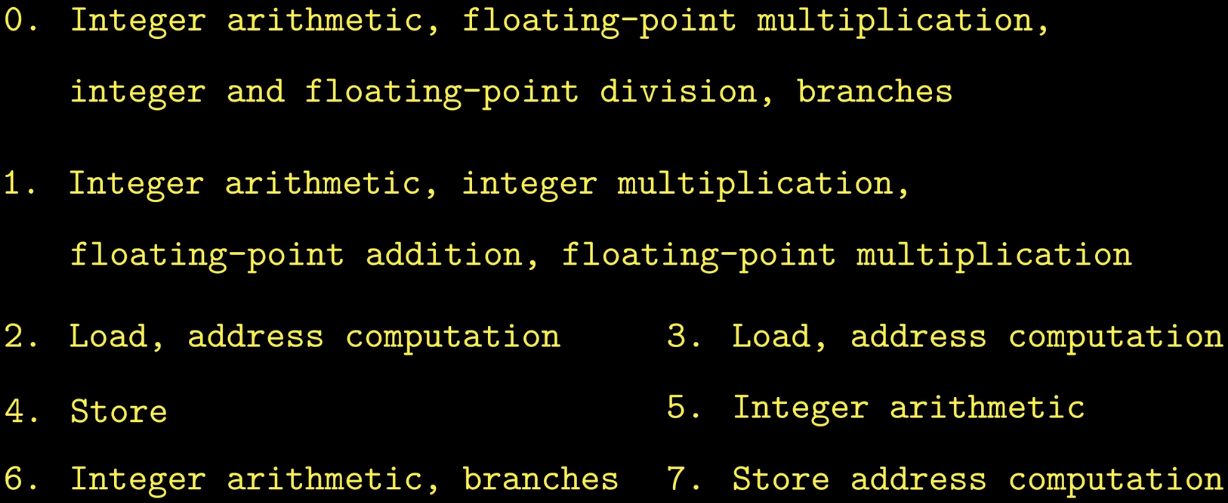 0. Integer arithmetic, floating-point multiplication,
integer and floating-point division, branches
1. Integer arithmetic, integer multiplication,
floating-point addition, floating-point multiplication
2. Load, address computation
3. Load, address computation
4. Store
5. Integer arithmetic
6. Integer arithmetic, branches
7. Store address computation